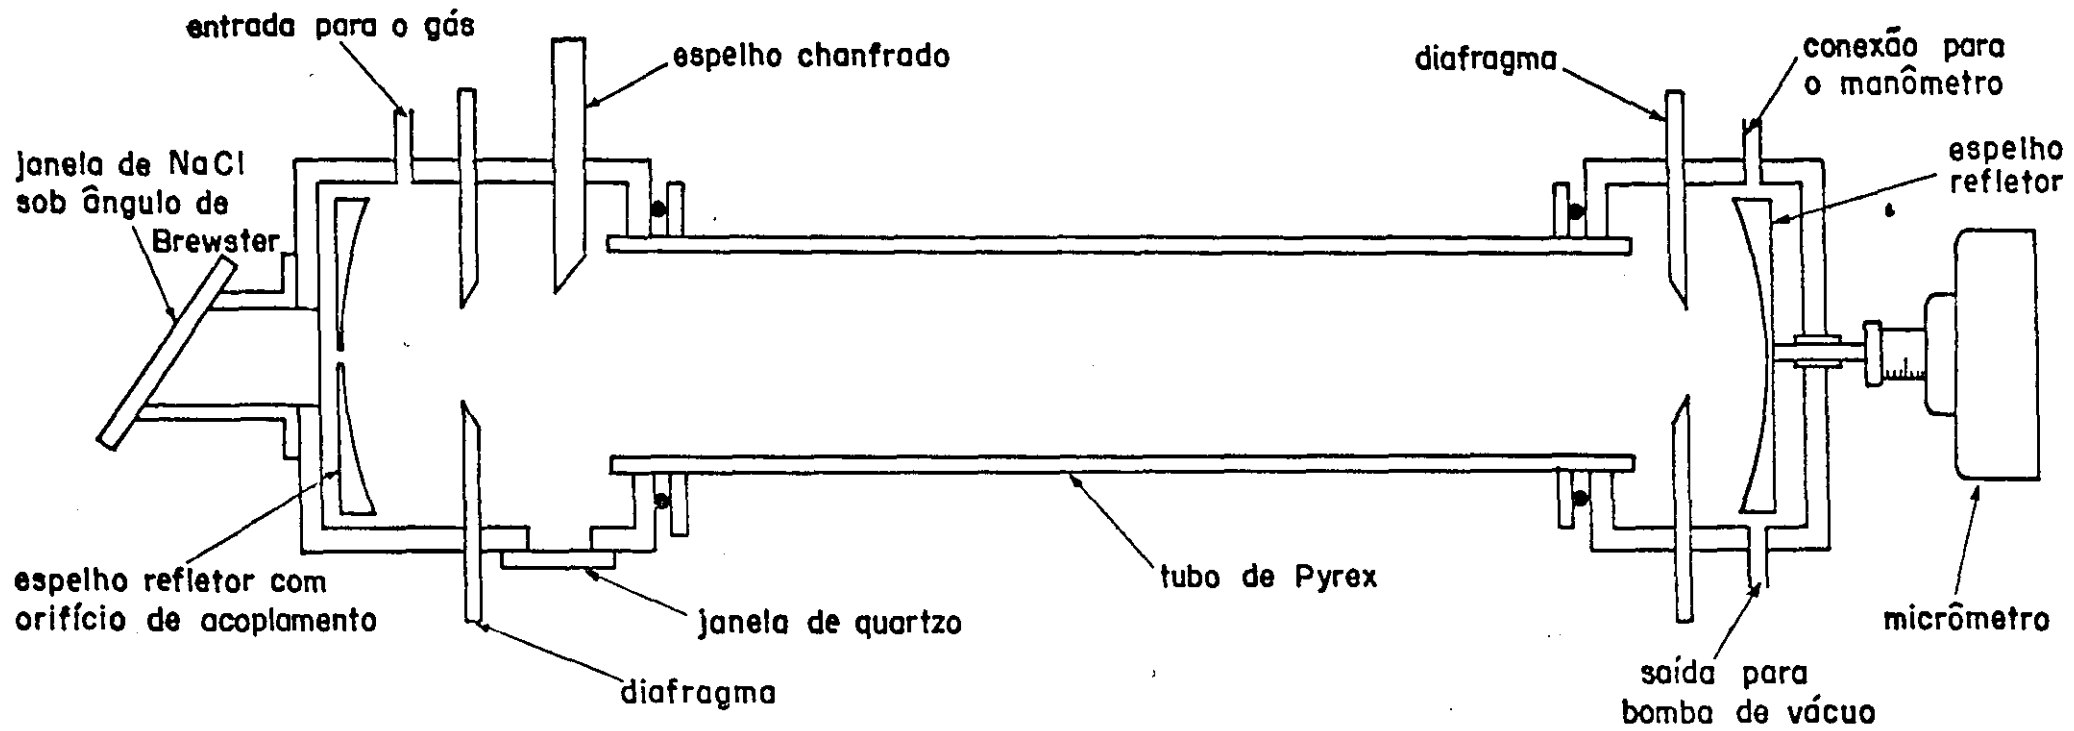 entrada para o gás
espelho chanfrado
diafragma
conexão para
o manômetro
janela de NaCl
sob ângulo de
Brewster
espelho
refletor
espelho refletor com
orifício de acoplamento
janela de quartzo
diafragma
tubo de Pyrex
micrômetro
saída para
bomba de vácuo